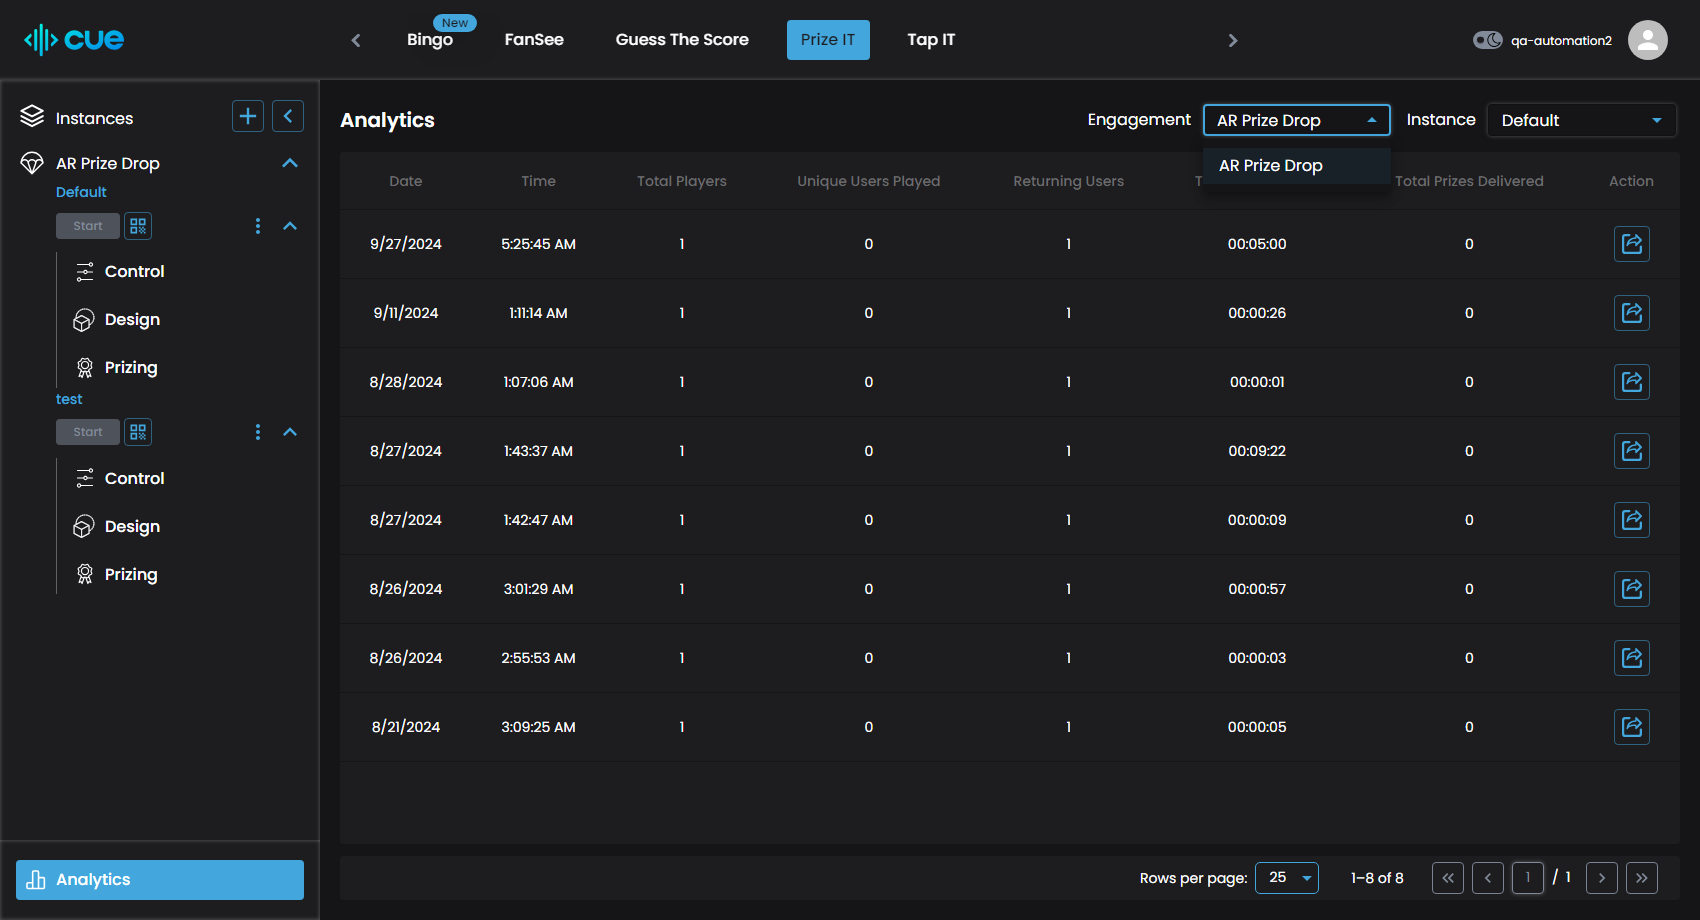 cue
New
Bingo FanSee Guess The Score Prize IT Tap IT
qa-automation2
Instances
AR Prize Drop
Default
Start
Control
Design
Prizing
test
Start
Control
Design
Prizing
Analytics
Analytics
Engagement AR Prize Drop Instance Default
AR Prize Drop
Date Time Total Players Unique Users Played Returning Users Total Prizes Delivered Action
9/27/2024 5:25:45 AM 1 0 1 00:05:00 0
9/11/2024 1:11:14 AM 1 0 1 00:00:26 0
8/28/2024 1:07:06 AM 1 0 1 00:00:01 0
8/27/2024 1:43:37 AM 1 0 1 00:09:22 0
8/27/2024 1:42:47 AM 1 0 1 00:00:09 0
8/26/2024 3:01:29 AM 1 0 1 00:00:57 0
8/26/2024 2:55:53 AM 1 0 1 00:00:03 0
8/21/2024 3:09:25 AM 1 0 1 00:00:05 0
Rows per page: 25 1–8 of 8 1 / 1